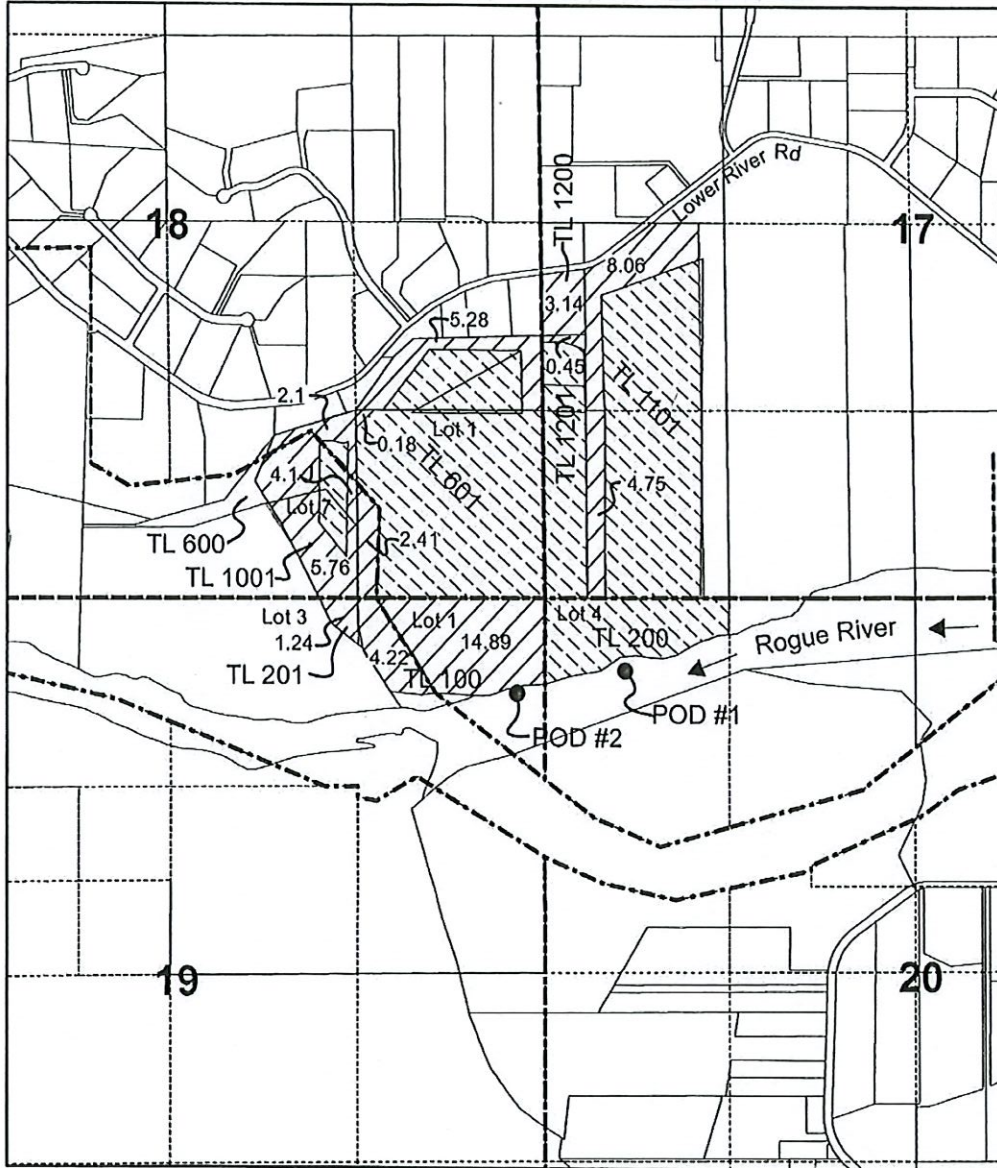 18
17
Lower River Rd
TL 1200
8.06
3.14
5.28
0.45
TL 1101
TL 1201
2.1
0.18
Lot 1
TL 601
4.75
Lot 7
2.41
TL 600
TL 1001
5.76
Lot 3
Lot 1
Lot 4
1.24
14.89
TL 200
Rogue River
TL 201
4.22
TL 100
POD #1
POD #2
19
20